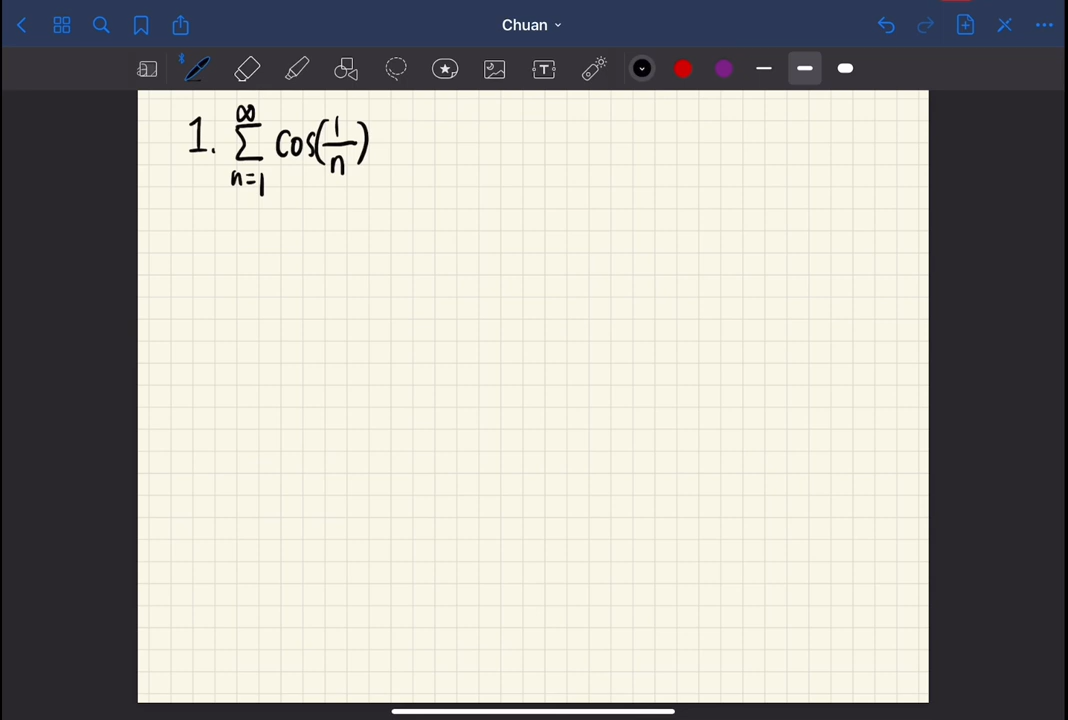 Chuan
1. ∞ ∑ n=1 cos(1/n)